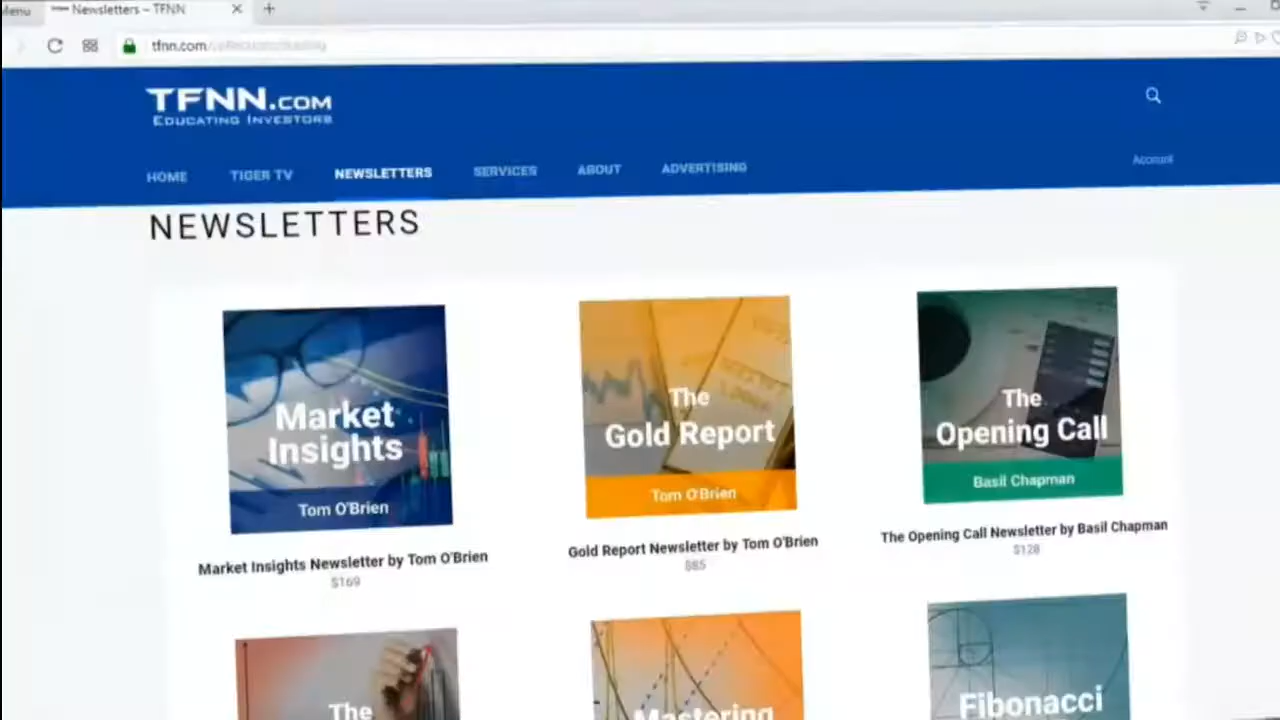 Menu
Newsletters – TFNN
tfnn.com
TFNN.COM
EDUCATING INVESTORS
HOME TIGER TV NEWSLETTERS SERVICES ABOUT ADVERTISING
Account
NEWSLETTERS
Market
Insights
Tom O'Brien
Market Insights Newsletter by Tom O'Brien
$169
The
Gold Report
Tom O'Brien
Gold Report Newsletter by Tom O'Brien
$85
The
Opening Call
Basil Chapman
The Opening Call Newsletter by Basil Chapman
$128
The
Mastering
Fibonacci